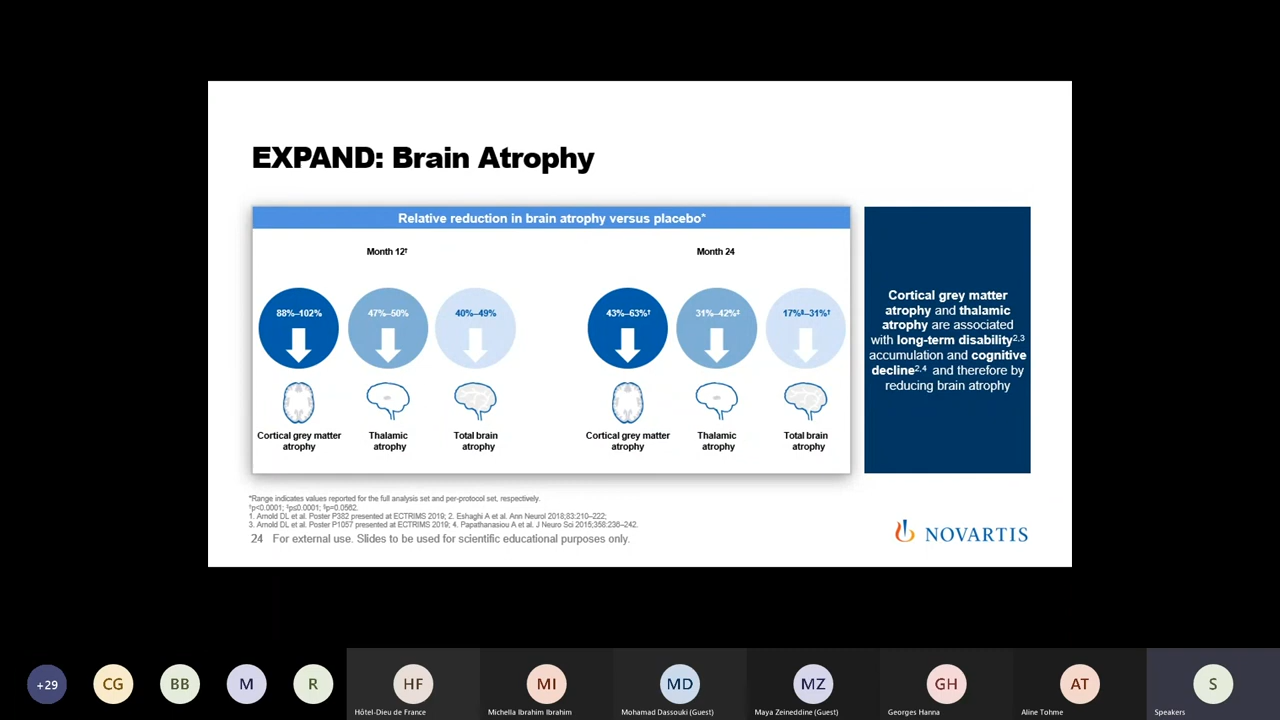 EXPAND: Brain Atrophy
Relative reduction in brain atrophy versus placebo*
Month 12†
Month 24
88%–102%
47%–50%
40%–49%
43%–63%†
31%–42%‡
17%§–31%†
Cortical grey matter
atrophy
Thalamic
atrophy
Total brain
atrophy
Cortical grey matter
atrophy
Thalamic
atrophy
Total brain
atrophy
Cortical grey matter
atrophy and thalamic
atrophy are associated
with long-term disability2,3
accumulation and cognitive
decline2,4 and therefore by
reducing brain atrophy
*Range indicates values reported for the full analysis set and per-protocol set, respectively.
†p<0.0001; ‡p≤0.0001; §p=0.0562.
1. Arnold DL et al. Poster P382 presented at ECTRIMS 2019; 2. Eshaghi A et al. Ann Neurol 2018;83:210–222;
3. Arnold DL et al. Poster P1057 presented at ECTRIMS 2019; 4. Papathanasiou A et al. J Neuro Sci 2015;358:236–242.
24 For external use. Slides to be used for scientific educational purposes only.
NOVARTIS
+29
CG
BB
M
R
HF
MI
MD
MZ
GH
AT
S
Hôtel-Dieu de France
Michella Ibrahim Ibrahim
Mohamad Dassouki (Guest)
Maya Zeineddine (Guest)
Georges Hanna
Aline Tohme
Speakers